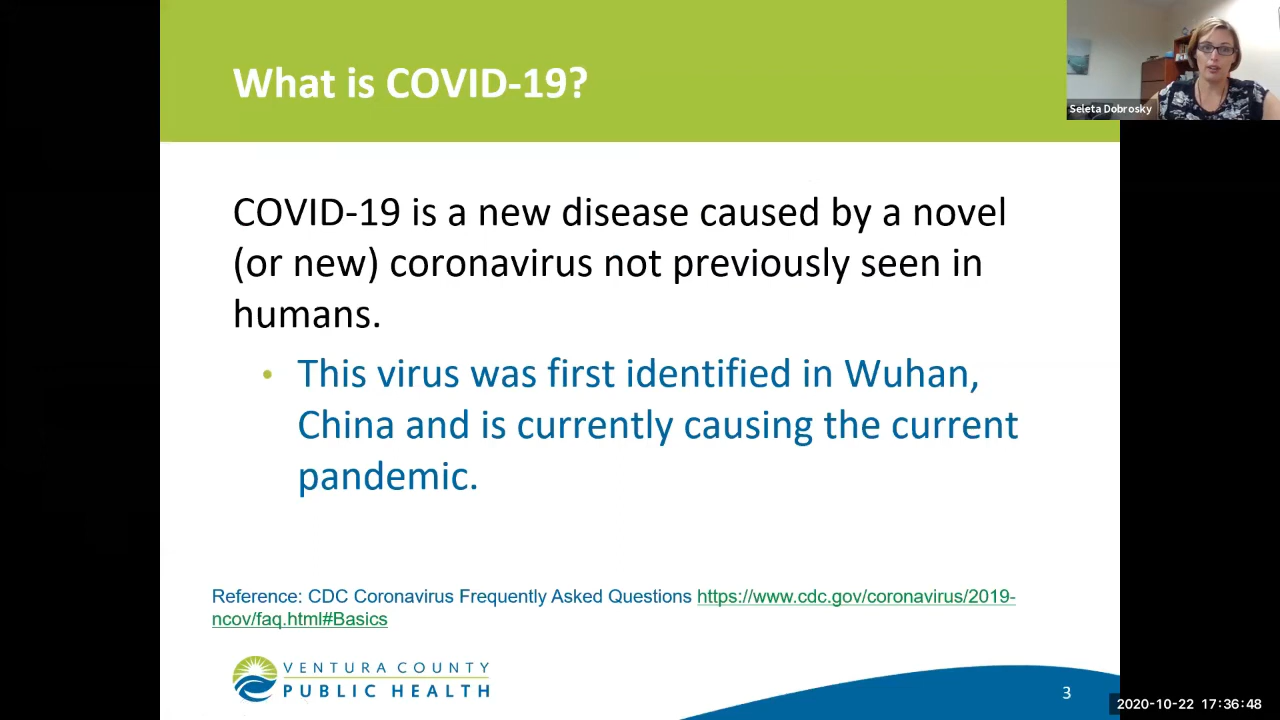 What is COVID-19?
Seleta Dobrosky
COVID-19 is a new disease caused by a novel
(or new) coronavirus not previously seen in
humans.
• This virus was first identified in Wuhan,
China and is currently causing the current
pandemic.
Reference: CDC Coronavirus Frequently Asked Questions https://www.cdc.gov/coronavirus/2019-
ncov/faq.html#Basics
VENTURA COUNTY
PUBLIC HEALTH
3
2020-10-22 17:36:48